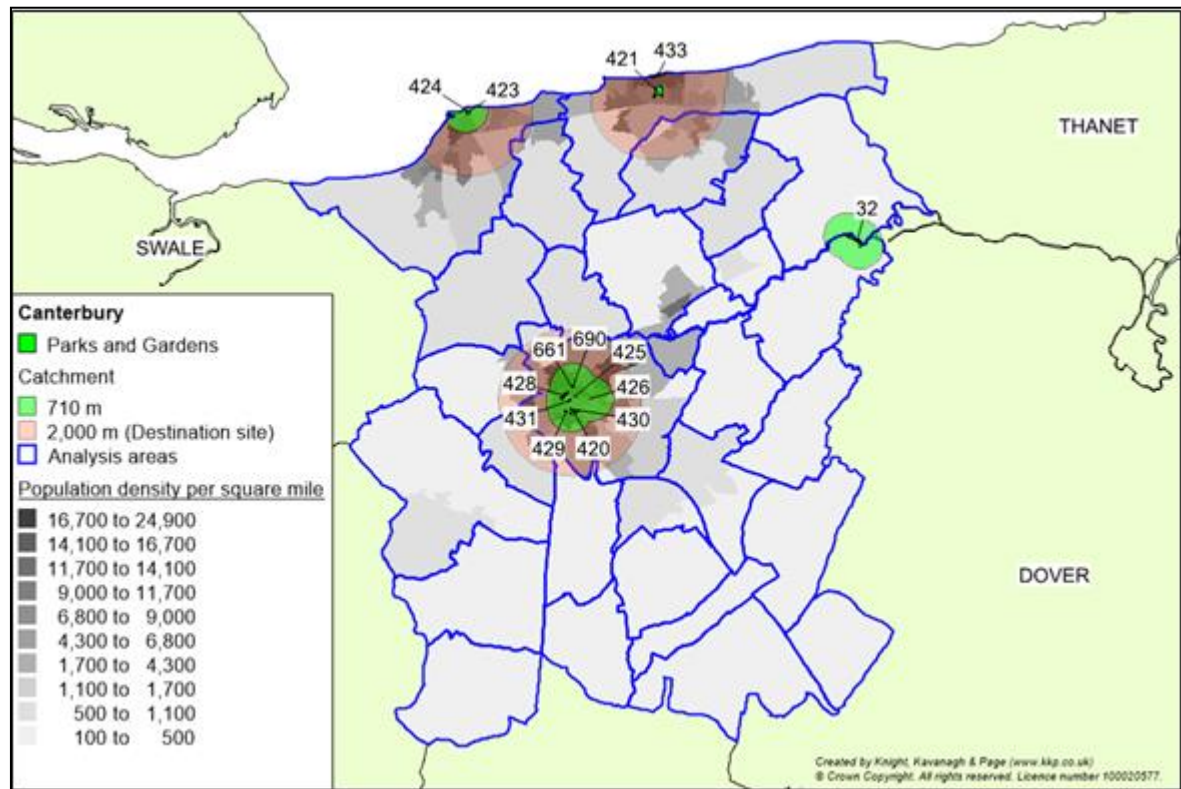 424
423
421
433
THANET
32
SWALE
Canterbury
Parks and Gardens
Catchment
710 m
2,000 m (Destination site)
Analysis areas
Population density per square mile
16,700 to 24,900
14,100 to 16,700
11,700 to 14,100
9,000 to 11,700
6,800 to 9,000
4,300 to 6,800
1,700 to 4,300
1,100 to 1,700
500 to 1,100
100 to 500
690
661
425
428
426
431
430
429
420
DOVER
Created by Knight, Kavanagh & Page (www.kkp.co.uk)
© Crown Copyright. All rights reserved. Licence number 100020577.